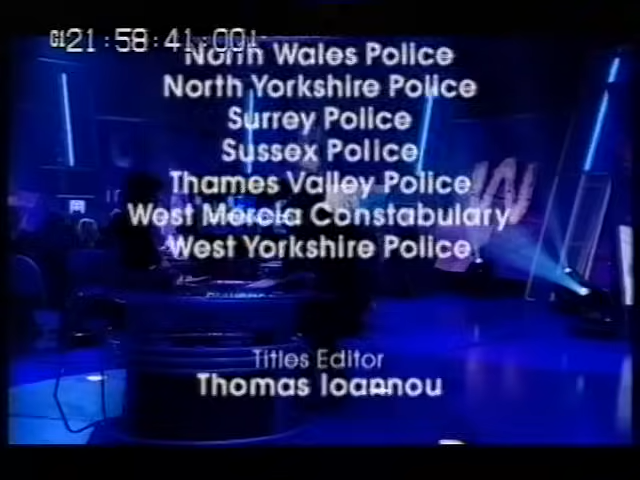 G1 21:58:41:00
North Wales Police
North Yorkshire Police
Surrey Police
Sussex Police
Thames Valley Police
West Mercia Constabulary
West Yorkshire Police
Titles Editor
Thomas Ioannou